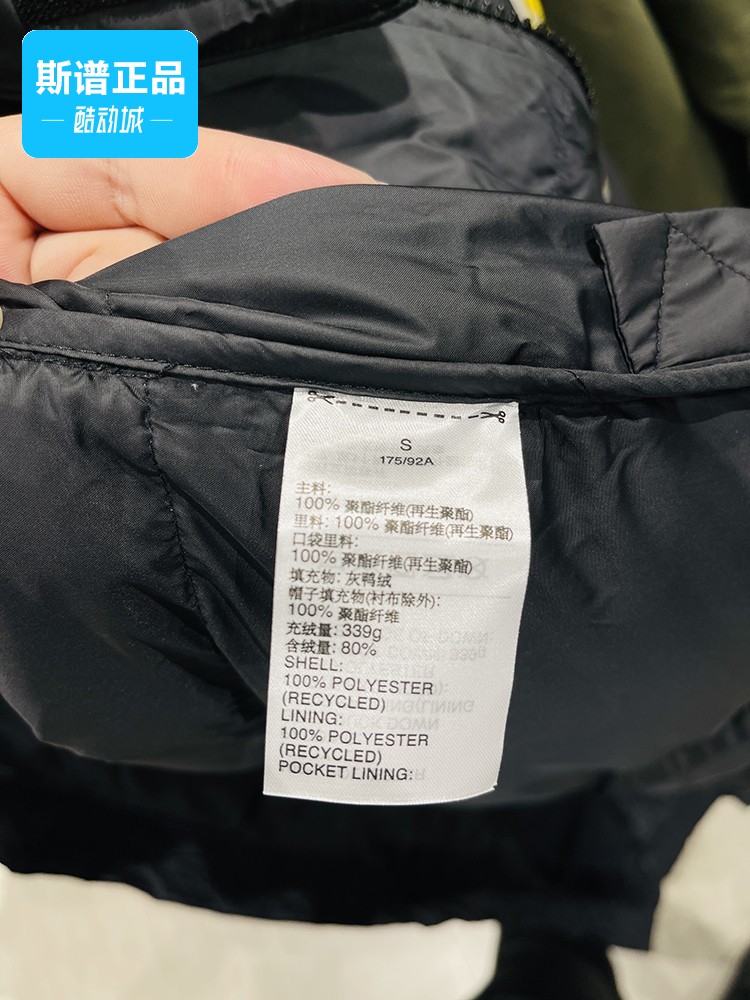 斯谱正品
酷动城
S
175/92A
主料:
100% 聚酯纤维(再生聚酯)
里料: 100% 聚酯纤维(再生聚酯)
口袋里料:
100% 聚酯纤维(再生聚酯)
填充物: 灰鸭绒
帽子填充物(衬布除外):
100% 聚酯纤维
充绒量: 339g
含绒量: 80%
SHELL:
100% POLYESTER
(RECYCLED)
LINING:
100% POLYESTER
(RECYCLED)
POCKET LINING: